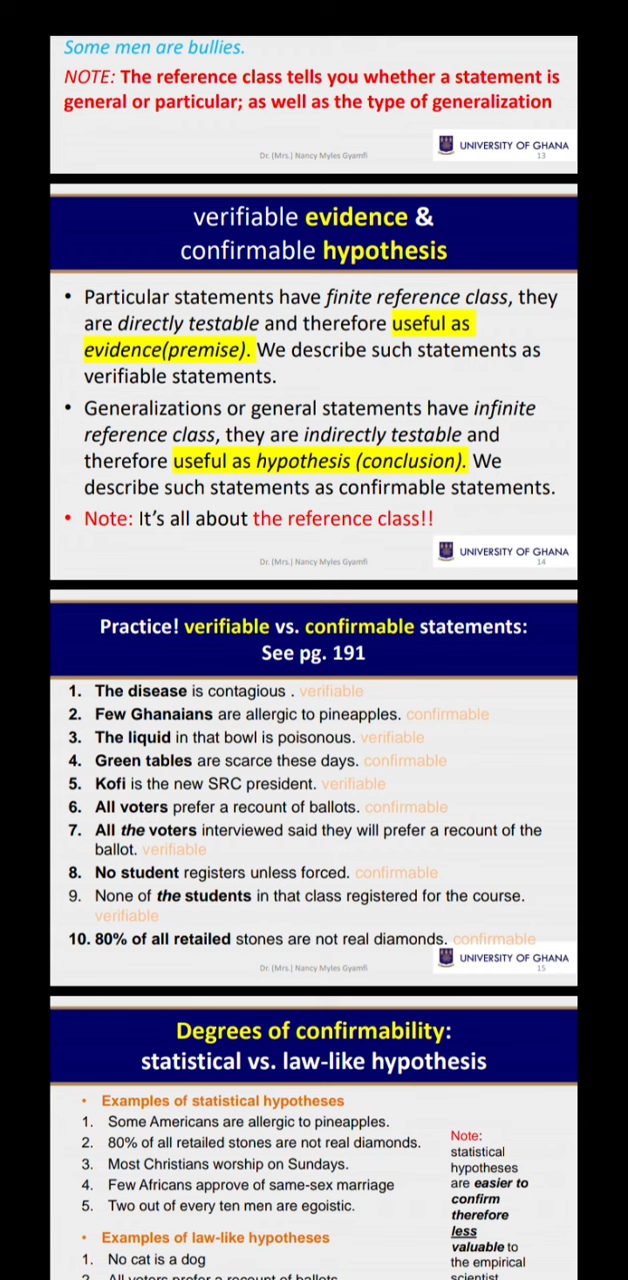 Some men are bullies.
NOTE: The reference class tells you whether a statement is
general or particular; as well as the type of generalization
UNIVERSITY OF GHANA
Dr. (Mrs.) Nancy Myles Gyamfi
13
verifiable evidence &
confirmable hypothesis
• Particular statements have finite reference class, they
are directly testable and therefore useful as
evidence(premise). We describe such statements as
verifiable statements.
• Generalizations or general statements have infinite
reference class, they are indirectly testable and
therefore useful as hypothesis (conclusion). We
describe such statements as confirmable statements.
• Note: It's all about the reference class!!
UNIVERSITY OF GHANA
Dr. (Mrs.) Nancy Myles Gyamfi
14
Practice! verifiable vs. confirmable statements:
See pg. 191
1. The disease is contagious . verifiable
2. Few Ghanaians are allergic to pineapples. confirmable
3. The liquid in that bowl is poisonous. verifiable
4. Green tables are scarce these days. confirmable
5. Kofi is the new SRC president. verifiable
6. All voters prefer a recount of ballots. confirmable
7. All the voters interviewed said they will prefer a recount of the
ballot. verifiable
8. No student registers unless forced. confirmable
9. None of the students in that class registered for the course.
verifiable
10. 80% of all retailed stones are not real diamonds. confirmable
UNIVERSITY OF GHANA
Dr. (Mrs.) Nancy Myles Gyamfi
15
Degrees of confirmability:
statistical vs. law-like hypothesis
• Examples of statistical hypotheses
1. Some Americans are allergic to pineapples.
2. 80% of all retailed stones are not real diamonds.
3. Most Christians worship on Sundays.
4. Few Africans approve of same-sex marriage
5. Two out of every ten men are egoistic.
• Examples of law-like hypotheses
1. No cat is a dog
2. All voters prefer a recount of ballots
Note:
statistical
hypotheses
are easier to
confirm
therefore
less
valuable to
the empirical
scientist